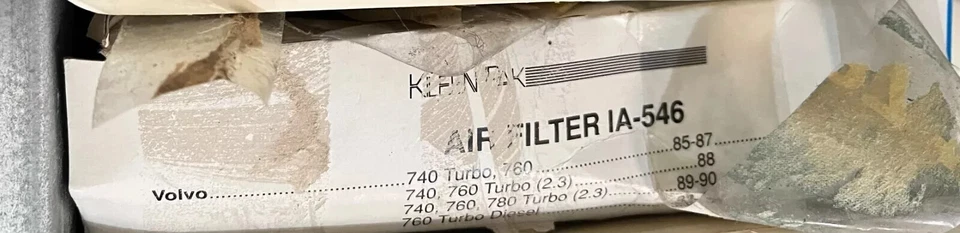 KLEEN PAK
AIR FILTER IA-546
Volvo 740 Turbo, 760 85-87
740, 760 Turbo (2.3) 88
740, 760, 780 Turbo (2.3) 89-90
760 Turbo Diesel